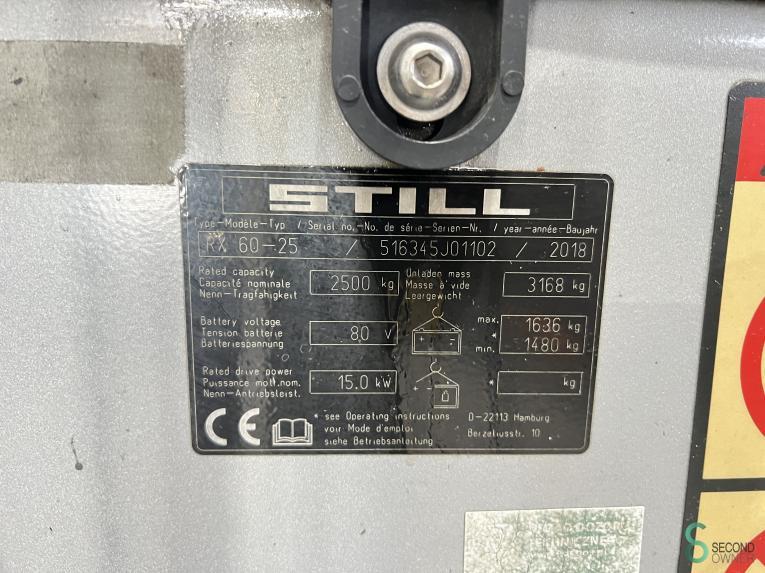 STILL
Type-Modèle-Typ / Serial no.-No. de série-Serien-Nr. / year-année-Baujahr
RX 60-25 / 516345J01102 / 2018
Rated capacity
Capacité nominale
Nenn-Tragfähigkeit
2500 kg
Unladen mass
Masse à vide
Leergewicht
3168 kg
Battery voltage
Tension batterie
Batteriespannung
80 V
max. 1636 kg
*
min. 1480 kg
Rated drive power
Puissance mott.nom.
Nenn-Antriebsleist.
15.0 kW
* kg
CE
* see Operating instructions
voir Mode d'emploi
siehe Betriebsanleitung
D-22113 Hamburg
Berzeliusstr. 10
SECOND
OWNER